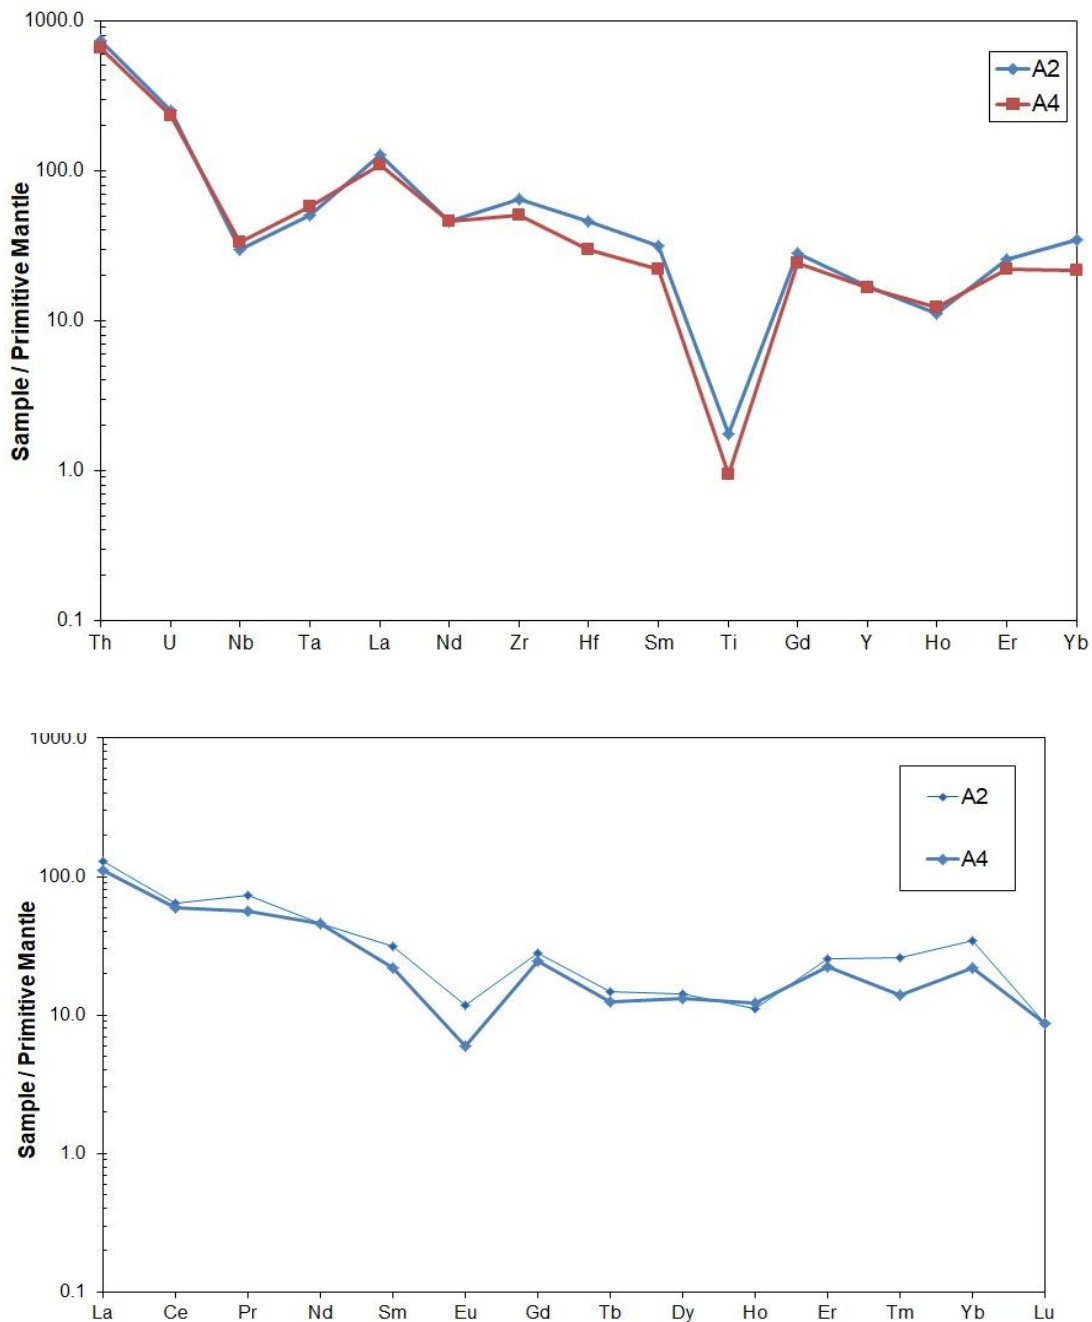 1000.0
A2
A4
100.0
Sample / Primitive Mantle
10.0
1.0
0.1
Th U Nb Ta La Nd Zr Hf Sm Ti Gd Y Ho Er Yb
1000.0
A2
A4
100.0
Sample / Primitive Mantle
10.0
1.0
0.1
La Ce Pr Nd Sm Eu Gd Tb Dy Ho Er Tm Yb Lu